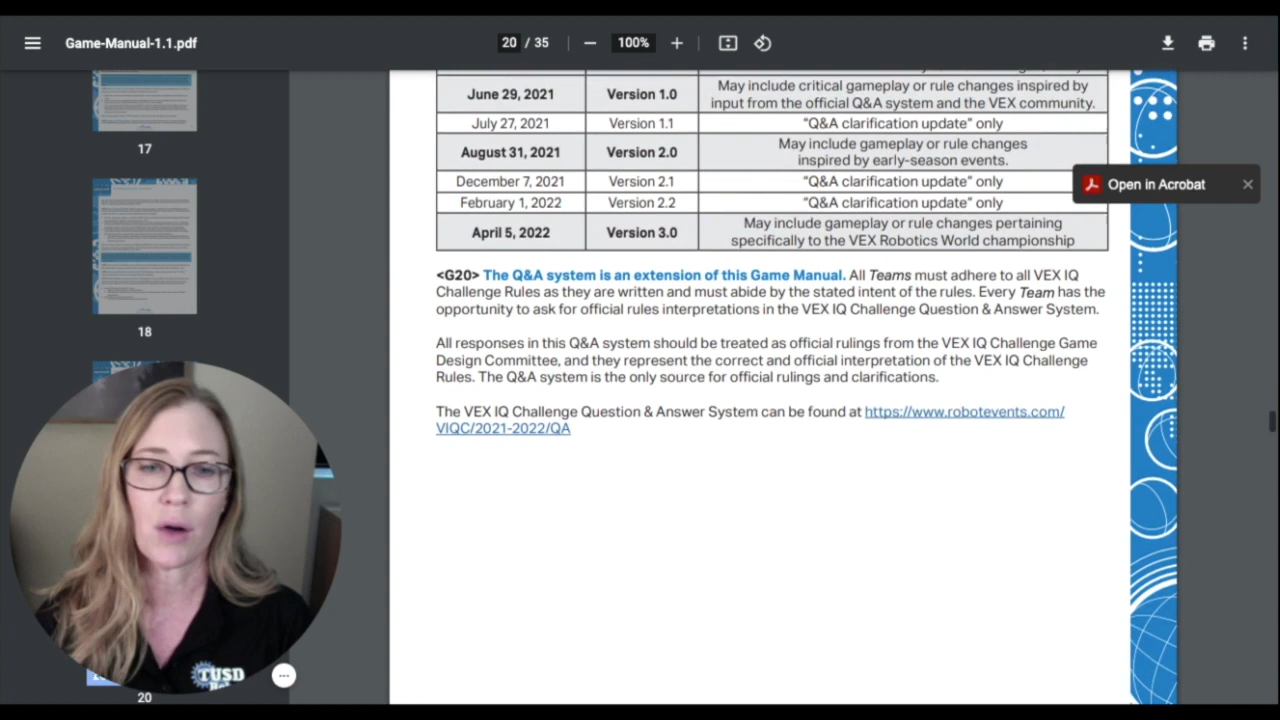 Game-Manual-1.1.pdf
20 / 35
100%
June 29, 2021 Version 1.0 May include critical gameplay or rule changes inspired by
input from the official Q&A system and the VEX community.
July 27, 2021 Version 1.1 “Q&A clarification update” only
August 31, 2021 Version 2.0 May include gameplay or rule changes
inspired by early-season events.
December 7, 2021 Version 2.1 “Q&A clarification update” only
February 1, 2022 Version 2.2 “Q&A clarification update” only
April 5, 2022 Version 3.0 May include gameplay or rule changes pertaining
specifically to the VEX Robotics World championship
<G20> The Q&A system is an extension of this Game Manual. All Teams must adhere to all VEX IQ
Challenge Rules as they are written and must abide by the stated intent of the rules. Every Team has the
opportunity to ask for official rules interpretations in the VEX IQ Challenge Question & Answer System.
All responses in this Q&A system should be treated as official rulings from the VEX IQ Challenge Game
Design Committee, and they represent the correct and official interpretation of the VEX IQ Challenge
Rules. The Q&A system is the only source for official rulings and clarifications.
The VEX IQ Challenge Question & Answer System can be found at https://www.robotevents.com/
VIQC/2021-2022/QA
Open in Acrobat
17
18
20
TUSD